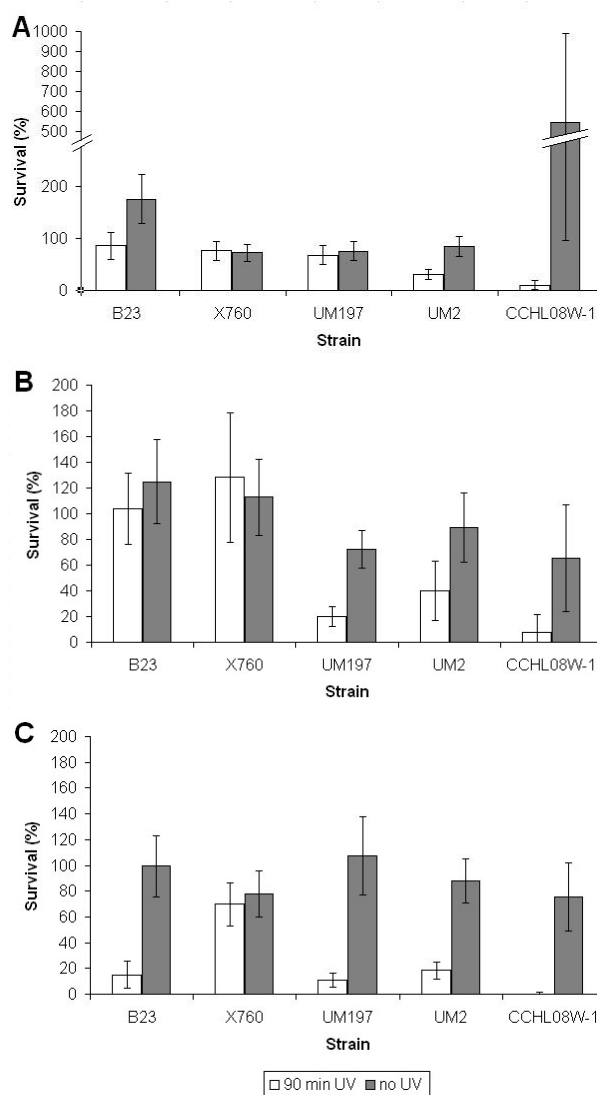 A
1000
900
800
700
600
500
200
100
0
Survival (%)
B23 X760 UM197 UM2 CCHL08W-1
Strain
B
200
180
160
140
120
100
80
60
40
20
0
Survival (%)
B23 X760 UM197 UM2 CCHL08W-1
Strain
C
200
180
160
140
120
100
80
60
40
20
0
Survival (%)
B23 X760 UM197 UM2 CCHL08W-1
Strain
90 min UV no UV